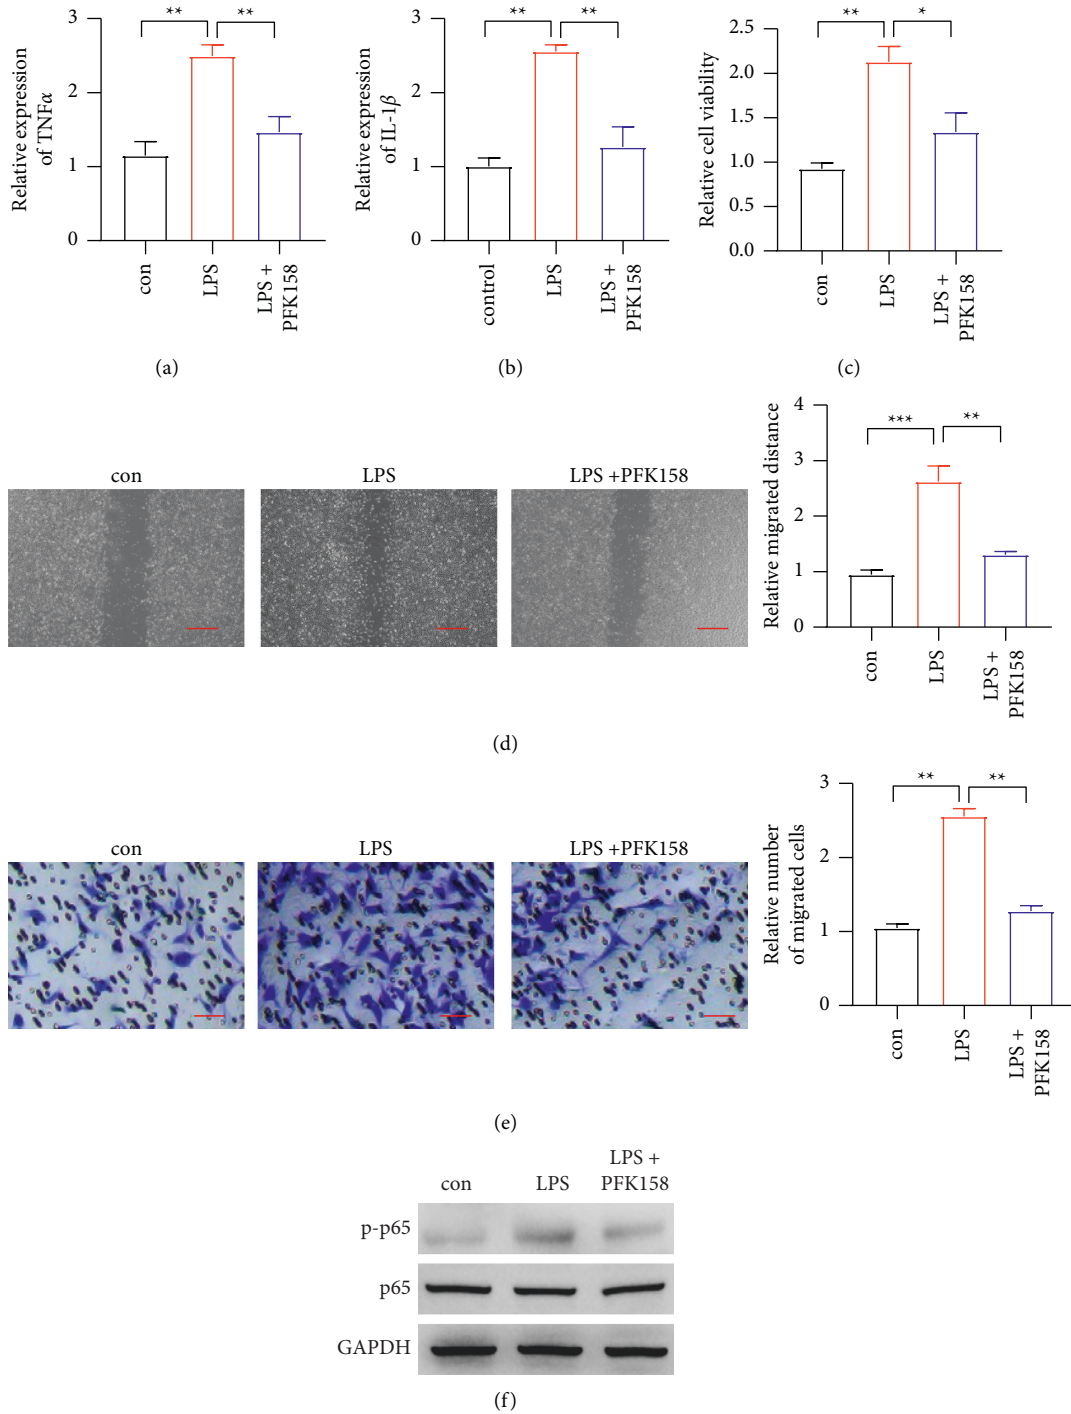 ** **
Relative expression
of TNFα
3
2
1
0
con
LPS
LPS +
PFK158
(a)
** **
Relative expression
of IL-1β
3
2
1
0
control
LPS
LPS +
PFK158
(b)
** *
Relative cell viability
2.5
2.0
1.5
1.0
0.5
0.0
con
LPS
LPS +
PFK158
(c)
con LPS LPS +PFK158
*** **
Relative migrated distance
4
3
2
1
0
con
LPS
LPS +
PFK158
(d)
con LPS LPS +PFK158
** **
Relative number
of migrated cells
3
2
1
0
con
LPS
LPS +
PFK158
(e)
con LPS LPS +
PFK158
p-p65
p65
GAPDH
(f)